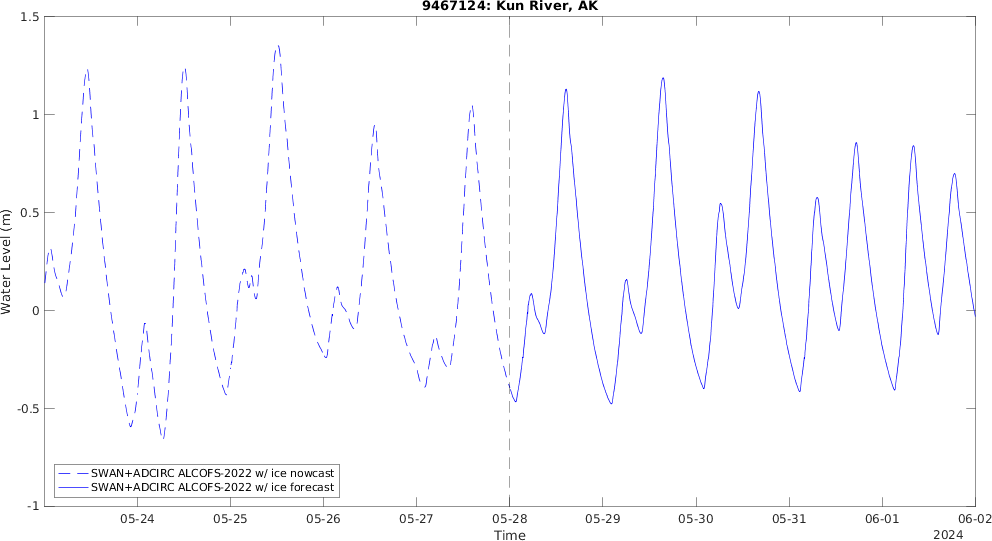 9467124: Kun River, AK
1.5
1
0.5
0
-0.5
-1
Water Level (m)
SWAN+ADCIRC ALCOFS-2022 w/ ice nowcast
SWAN+ADCIRC ALCOFS-2022 w/ ice forecast
05-24 05-25 05-26 05-27 05-28 05-29 05-30 05-31 06-01 06-02
Time
2024